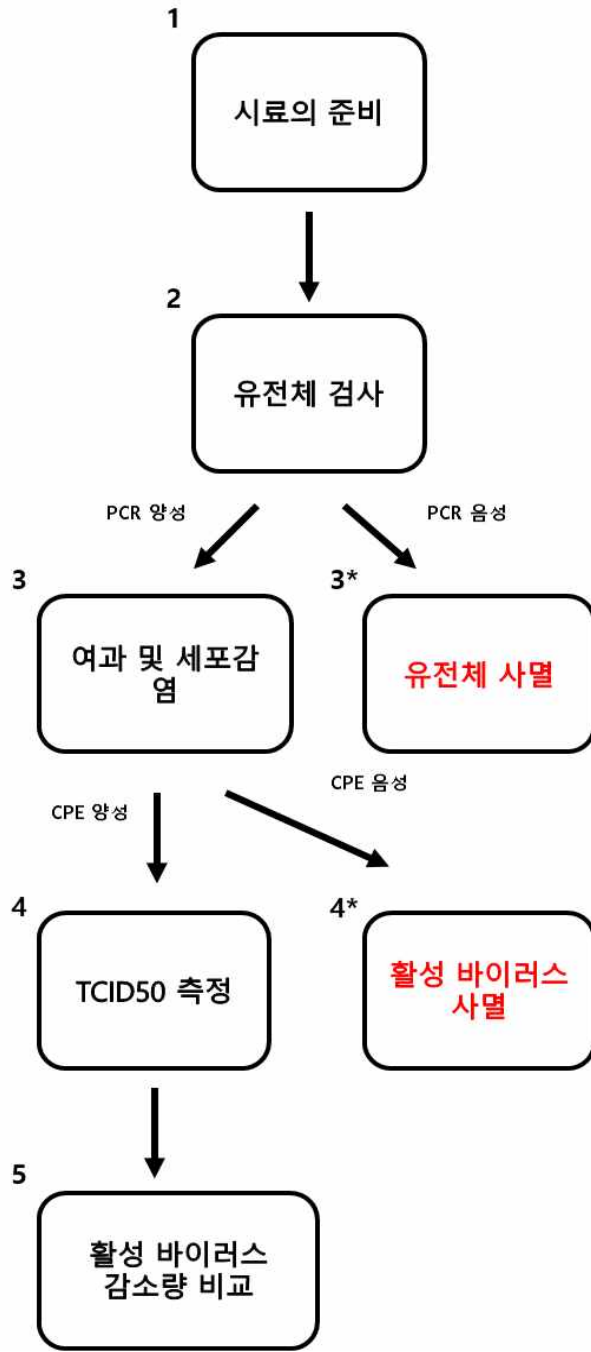 1
시료의 준비
2
유전체 검사
PCR 양성
PCR 음성
3
여과 및 세포감
염
3*
유전체 사멸
CPE 양성
CPE 음성
4
TCID50 측정
4*
활성 바이러스
사멸
5
활성 바이러스
감소량 비교